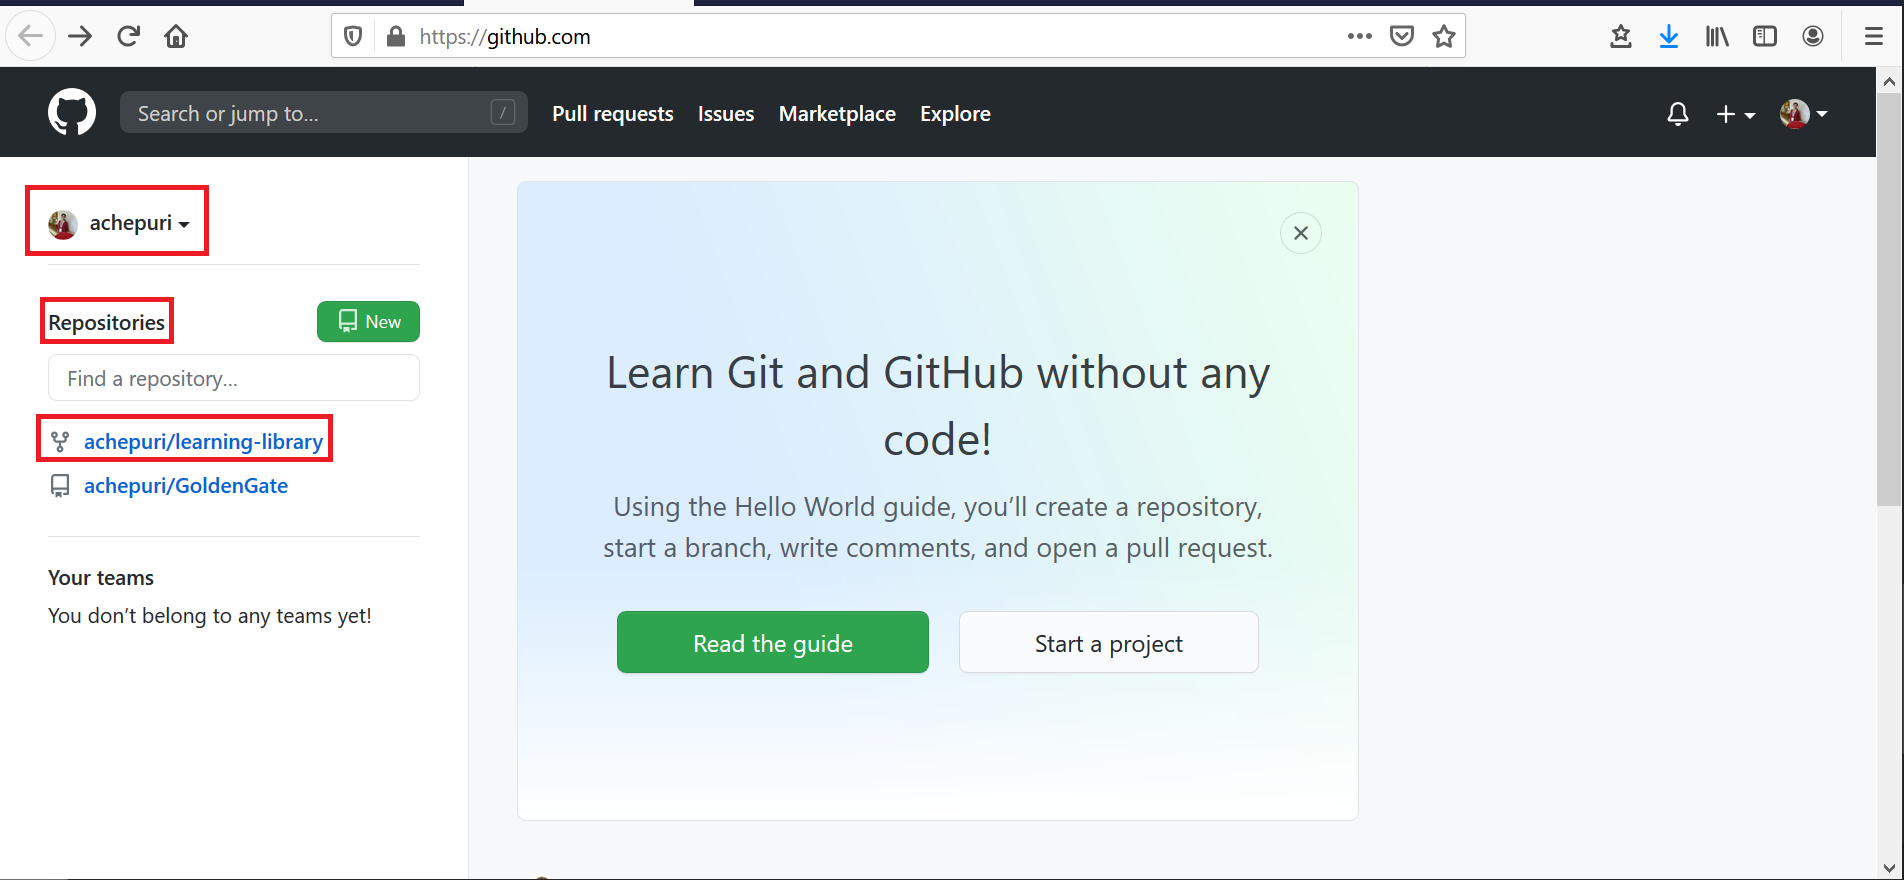 https://github.com
Search or jump to...
/
Pull requests
Issues
Marketplace
Explore
achepuri
Repositories
New
Find a repository...
achepuri/learning-library
achepuri/GoldenGate
Your teams
You don’t belong to any teams yet!
Learn Git and GitHub without any
code!
Using the Hello World guide, you’ll create a repository,
start a branch, write comments, and open a pull request.
Read the guide
Start a project